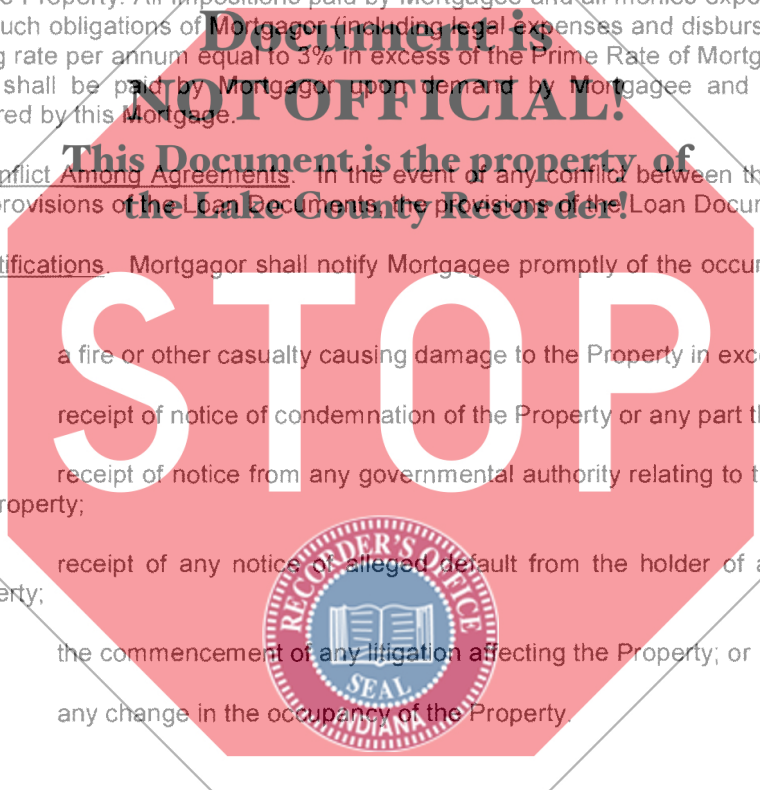 e Property. All impositions paid by Mortgagee and all monies expe
uch obligations of Mortgagor (including legal expenses and disburs
g rate per annum equal to 3% in excess of the Prime Rate of Mortg
shall be paid by Mortgagor upon demand by Mortgagee and
red by this Mortgage.
Document is
NOT OFFICIAL!
This Document is the property of
the Lake County Recorder!
nflict Among Agreements. In the event of any conflict between th
provisions of the Loan Documents, the provisions of the Loan Docum
tifications. Mortgagor shall notify Mortgagee promptly of the occur
STOP
a fire or other casualty causing damage to the Property in exce
receipt of notice of condemnation of the Property or any part th
receipt of notice from any governmental authority relating to t
roperty;
receipt of any notice of alleged default from the holder of a
erty;
the commencement of any litigation affecting the Property; or
any change in the occupancy of the Property.
RECORDER'S OFFICE
SEAL
INDIANA